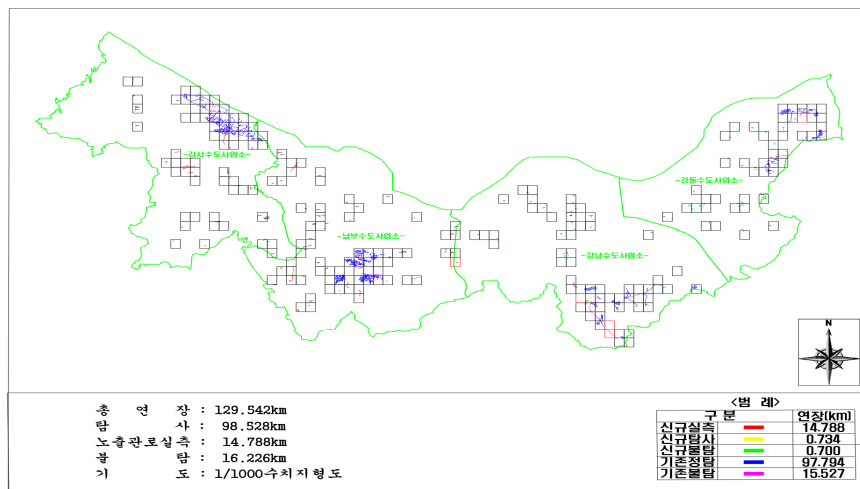 -강서수도사업소-
-강동수도사업소-
-남부수도사업소-
-강남수도사업소-
N
총 연 장 : 129.542km
탐 사 : 98.528km
노출관로실측 : 14.788km
불 탐 : 16.226km
기 도 : 1/1000수치지형도
<범 례>
구 분 연장(km)
신규실측 14.788
신규탐사 0.734
신규불탐 0.700
기존정탐 97.794
기존불탐 15.527